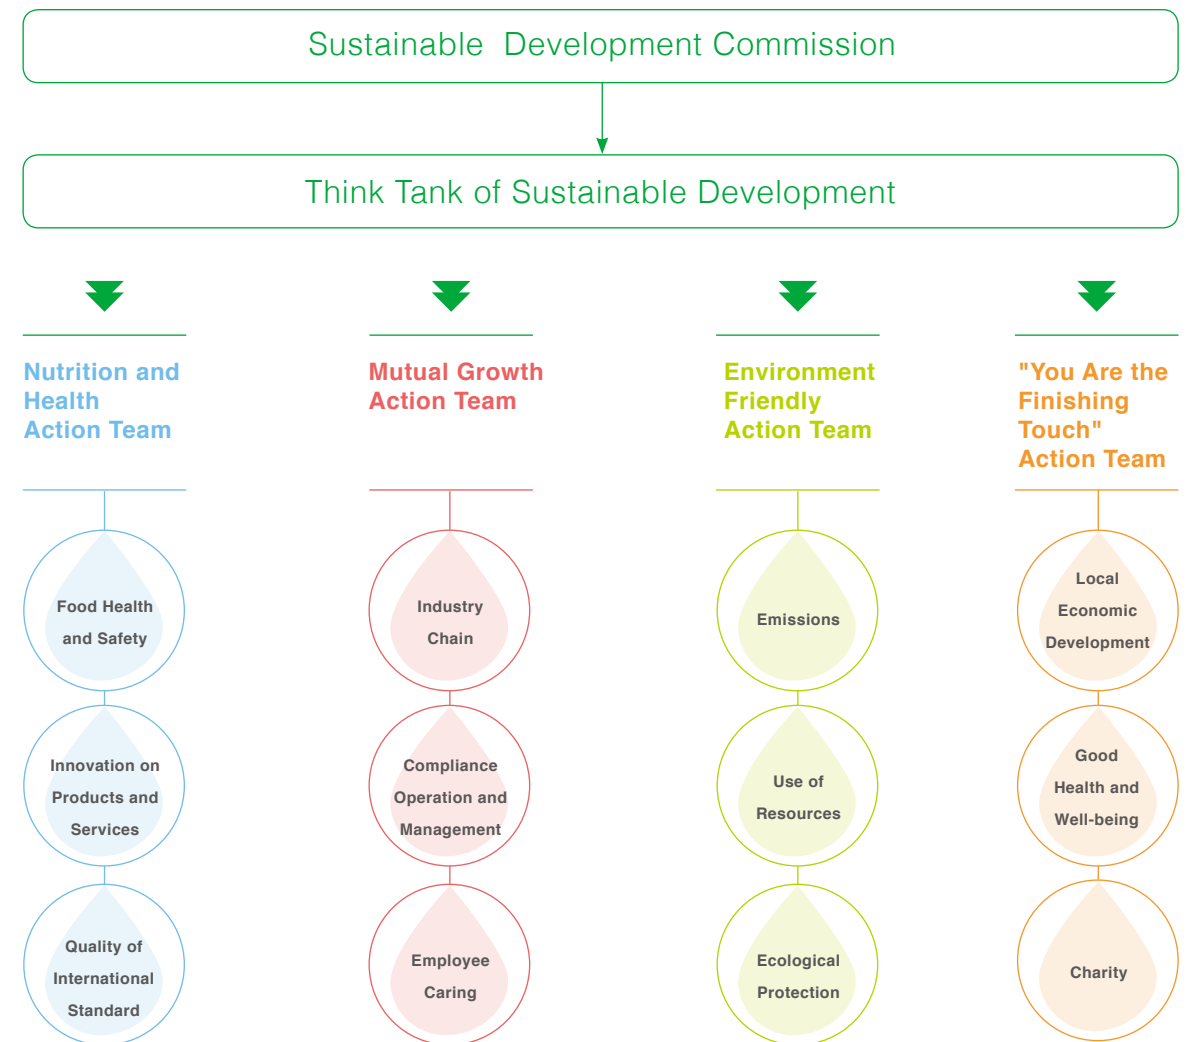 Sustainable Development Commission
Think Tank of Sustainable Development
Nutrition and
Health
Action Team
Mutual Growth
Action Team
Environment
Friendly
Action Team
"You Are the
Finishing
Touch"
Action Team
Food Health
and Safety
Industry
Chain
Emissions
Local
Economic
Development
Innovation on
Products and
Services
Compliance
Operation and
Management
Use of
Resources
Good
Health and
Well-being
Quality of
International
Standard
Employee
Caring
Ecological
Protection
Charity